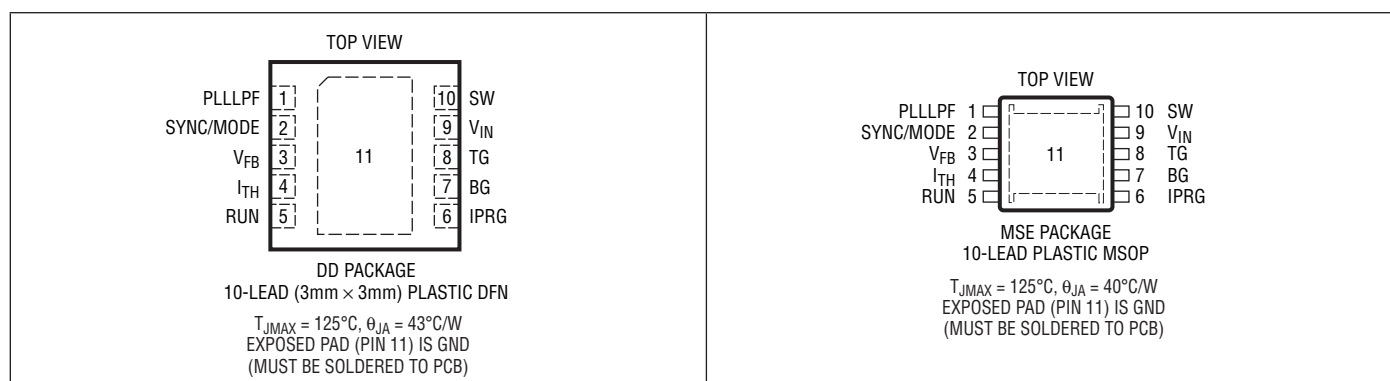 TOP VIEW
PLLLPF 1
SYNC/MODE 2
VFB 3
ITH 4
RUN 5
10 SW
9 VIN
8 TG
7 BG
6 IPRG
11
DD PACKAGE
10-LEAD (3mm × 3mm) PLASTIC DFN
TJMAX = 125°C, θJA = 43°C/W
EXPOSED PAD (PIN 11) IS GND
(MUST BE SOLDERED TO PCB)
TOP VIEW
PLLLPF 1
SYNC/MODE 2
VFB 3
ITH 4
RUN 5
10 SW
9 VIN
8 TG
7 BG
6 IPRG
11
MSE PACKAGE
10-LEAD PLASTIC MSOP
TJMAX = 125°C, θJA = 40°C/W
EXPOSED PAD (PIN 11) IS GND
(MUST BE SOLDERED TO PCB)